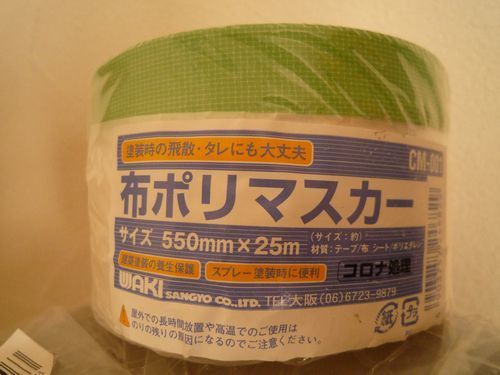 塗装時の飛散・タレにも大丈夫
CM-001
布ポリマスカー
サイズ 550mm×25m
(サイズ:約)
材質:テープ/布 シート/ポリエチレン
建築塗装の養生保護
スプレー塗装時に便利
コロナ処理
WAKI SANGYO CO.,LTD. TEL大阪(06)6723-9879
屋外での長時間放置や高温でのご使用は
のりの残りの原因になるのでご注意ください。
紙
プラ